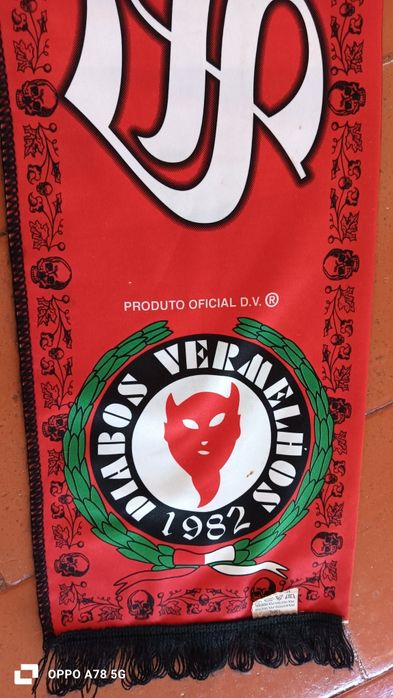 PRODUTO OFICIAL D.V. ®
DIABOS VERMELHOS
1982
OPPO A78 5G